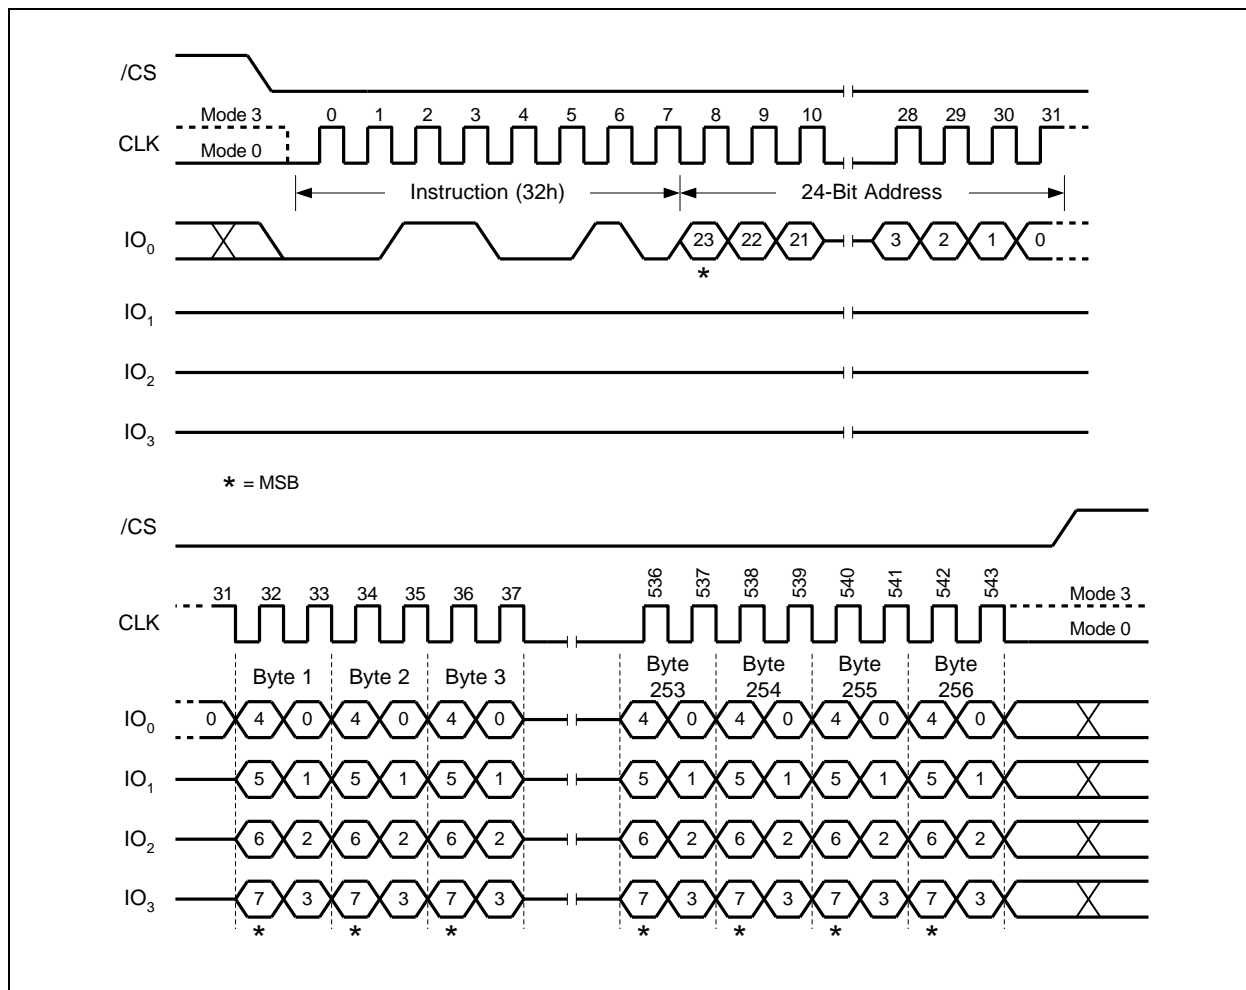 /CS
Mode 3
0 1 2 3 4 5 6 7 8 9 10 28 29 30 31
CLK
Mode 0
Instruction (32h)
24-Bit Address
IO0
23 22 21 3 2 1 0
*
IO1
IO2
IO3
* = MSB
/CS
31 32 33 34 35 36 37 536 537 538 539 540 541 542 543
Mode 3
CLK
Mode 0
Byte 1 Byte 2 Byte 3 Byte 253 Byte 254 Byte 255 Byte 256
IO0
0 4 0 4 0 4 0 4 0 4 0 4 0 4 0
IO1
5 1 5 1 5 1 5 1 5 1 5 1 5 1
IO2
6 2 6 2 6 2 6 2 6 2 6 2 6 2
IO3
7 3 7 3 7 3 7 3 7 3 7 3 7 3
* * * * * * *